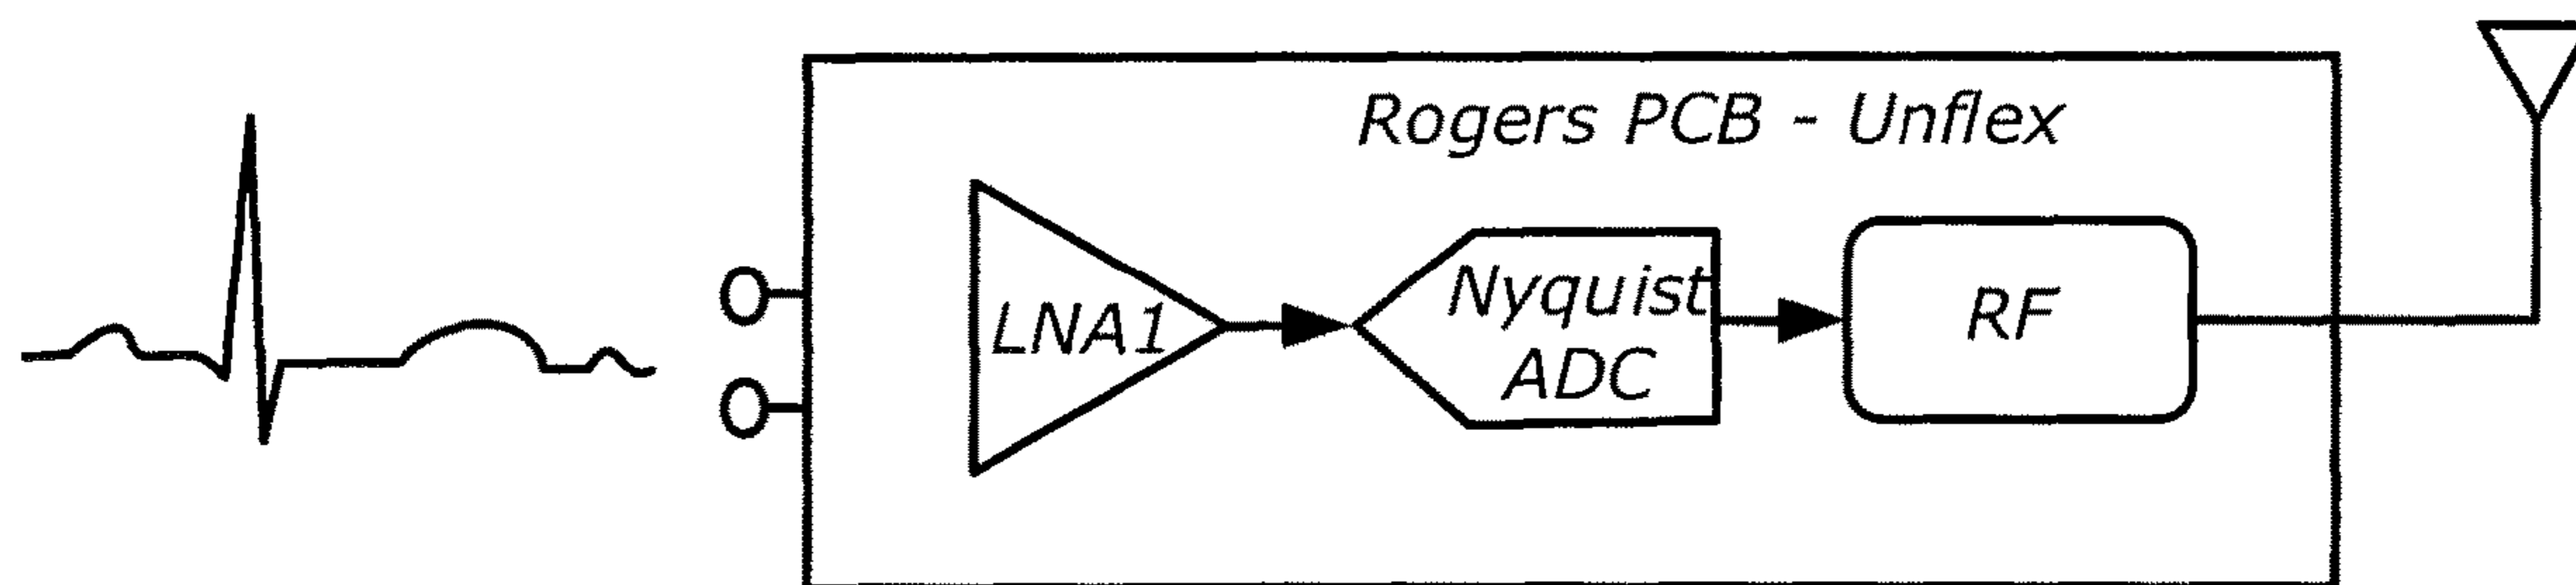 Rogers PCB - Unflex
LNA1
Nyquist
ADC
RF